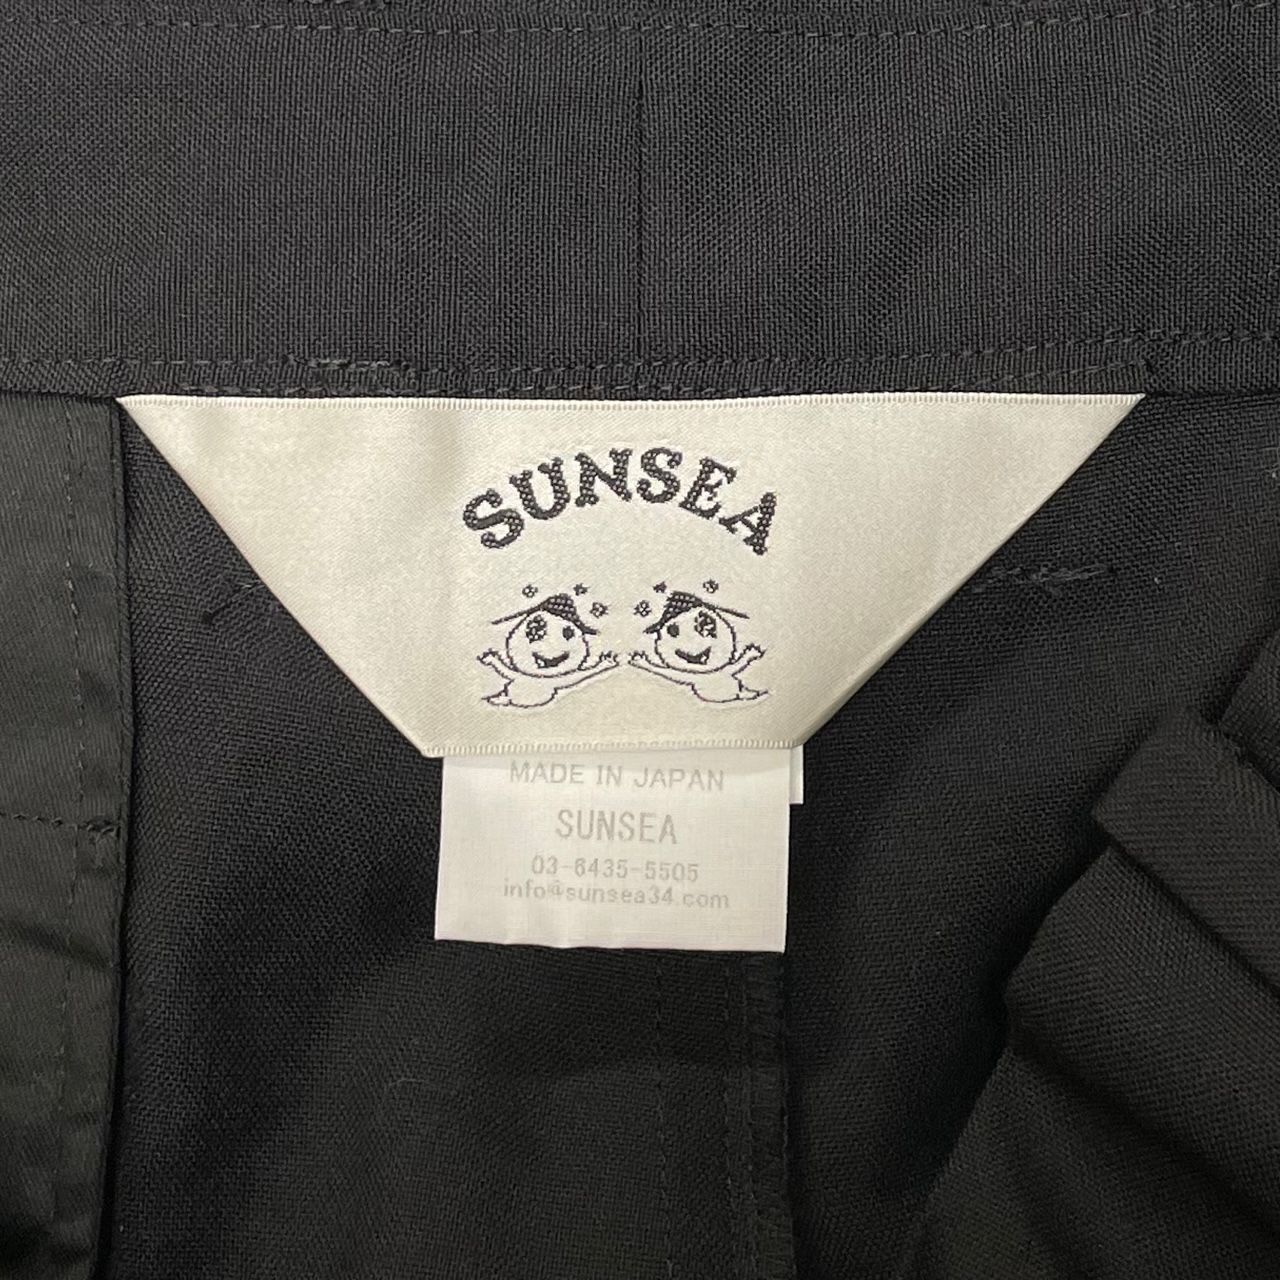 SUNSEA
MADE IN JAPAN
SUNSEA
03-6435-5505
info@sunsea34.com